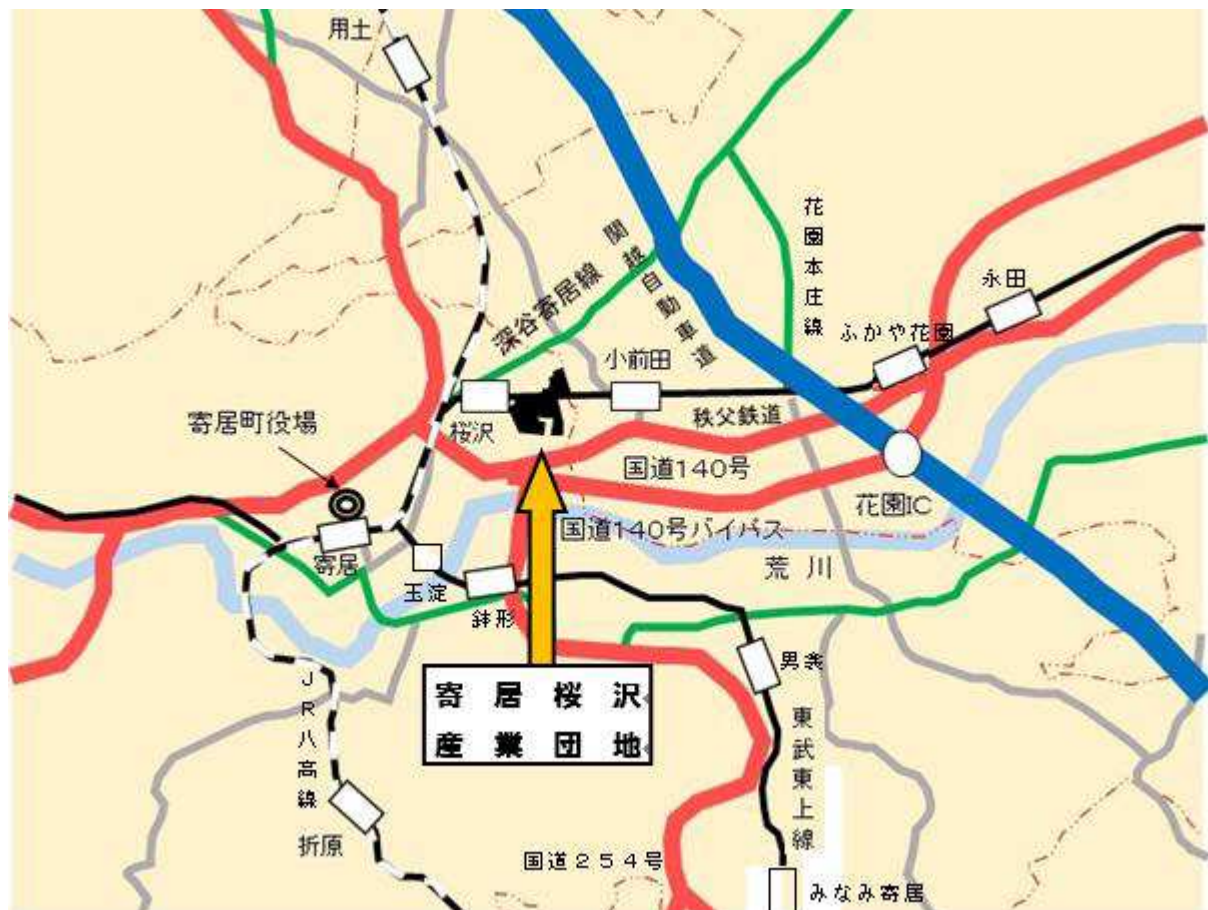 用土
花園本庄線
関越自動車道
深谷寄居線
永田
ふかや花園
小前田
秩父鉄道
桜沢
寄居町役場
国道140号
花園IC
国道140号バイパス
荒川
寄居
玉淀
鉢形
男衾
寄居桜沢
産業団地
JR八高線
東武東上線
折原
国道254号
みなみ寄居